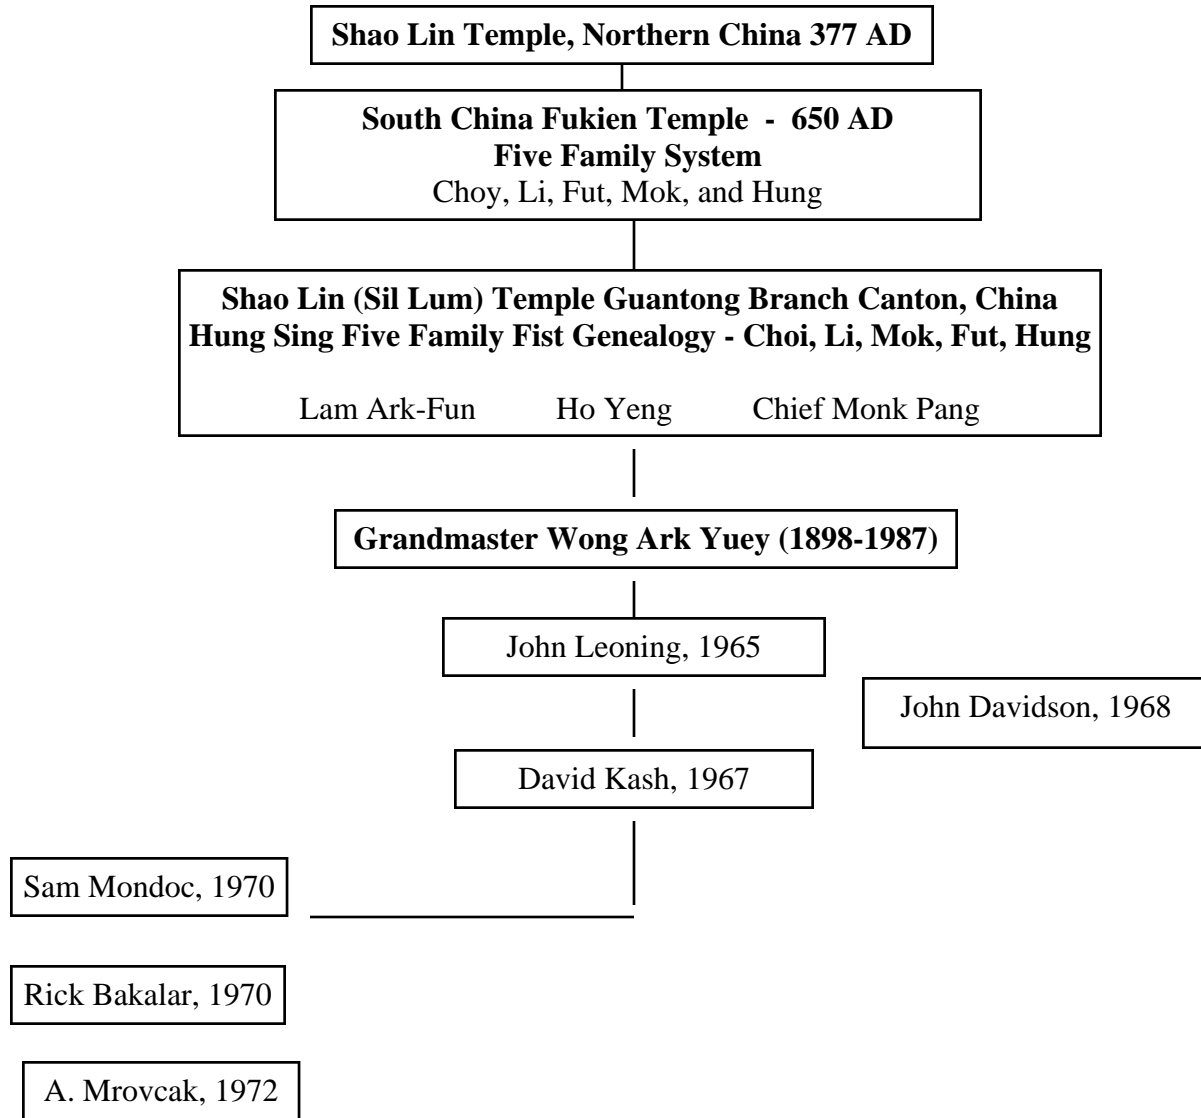 Shao Lin Temple, Northern China 377 AD
South China Fukien Temple - 650 AD
Five Family System
Choy, Li, Fut, Mok, and Hung
Shao Lin (Sil Lum) Temple Guantong Branch Canton, China
Hung Sing Five Family Fist Genealogy - Choi, Li, Mok, Fut, Hung
Lam Ark-Fun Ho Yeng Chief Monk Pang
Grandmaster Wong Ark Yuey (1898-1987)
John Leoning, 1965
John Davidson, 1968
David Kash, 1967
Sam Mondoc, 1970
Rick Bakalar, 1970
A. Mrovcak, 1972